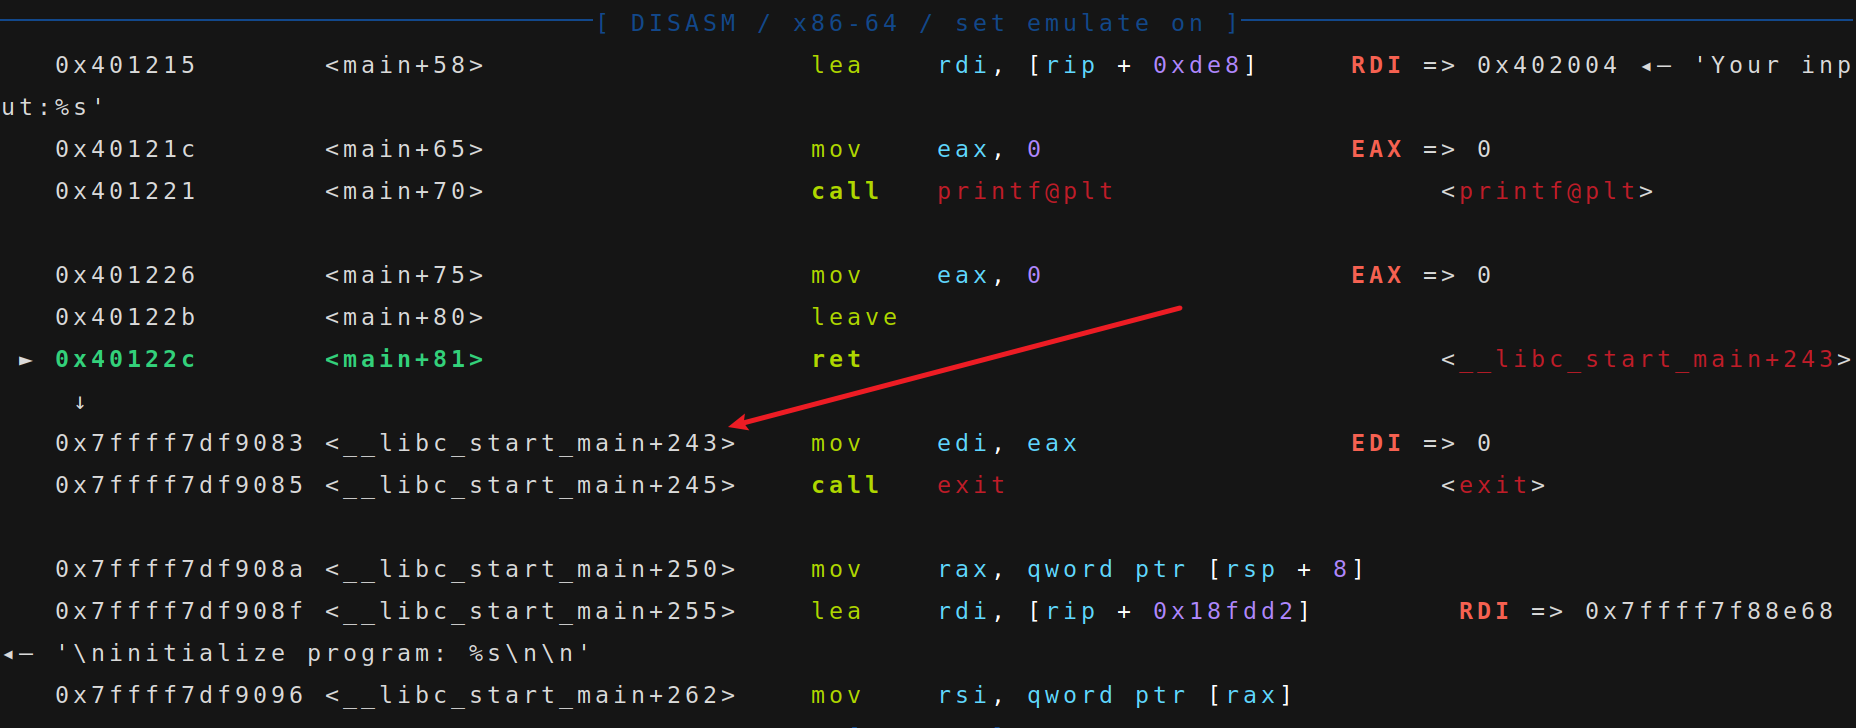 [ DISASM / x86-64 / set emulate on ]
0x401215 <main+58> lea rdi, [rip + 0xde8] RDI => 0x402004 ◂— 'Your inp
ut:%s'
0x40121c <main+65> mov eax, 0 EAX => 0
0x401221 <main+70> call printf@plt <printf@plt>
0x401226 <main+75> mov eax, 0 EAX => 0
0x40122b <main+80> leave
► 0x40122c <main+81> ret <__libc_start_main+243>
↓
0x7ffff7df9083 <__libc_start_main+243> mov edi, eax EDI => 0
0x7ffff7df9085 <__libc_start_main+245> call exit <exit>
0x7ffff7df908a <__libc_start_main+250> mov rax, qword ptr [rsp + 8]
0x7ffff7df908f <__libc_start_main+255> lea rdi, [rip + 0x18fdd2] RDI => 0x7ffff7f88e68
◂— '\ninitialize program: %s\n\n'
0x7ffff7df9096 <__libc_start_main+262> mov rsi, qword ptr [rax]